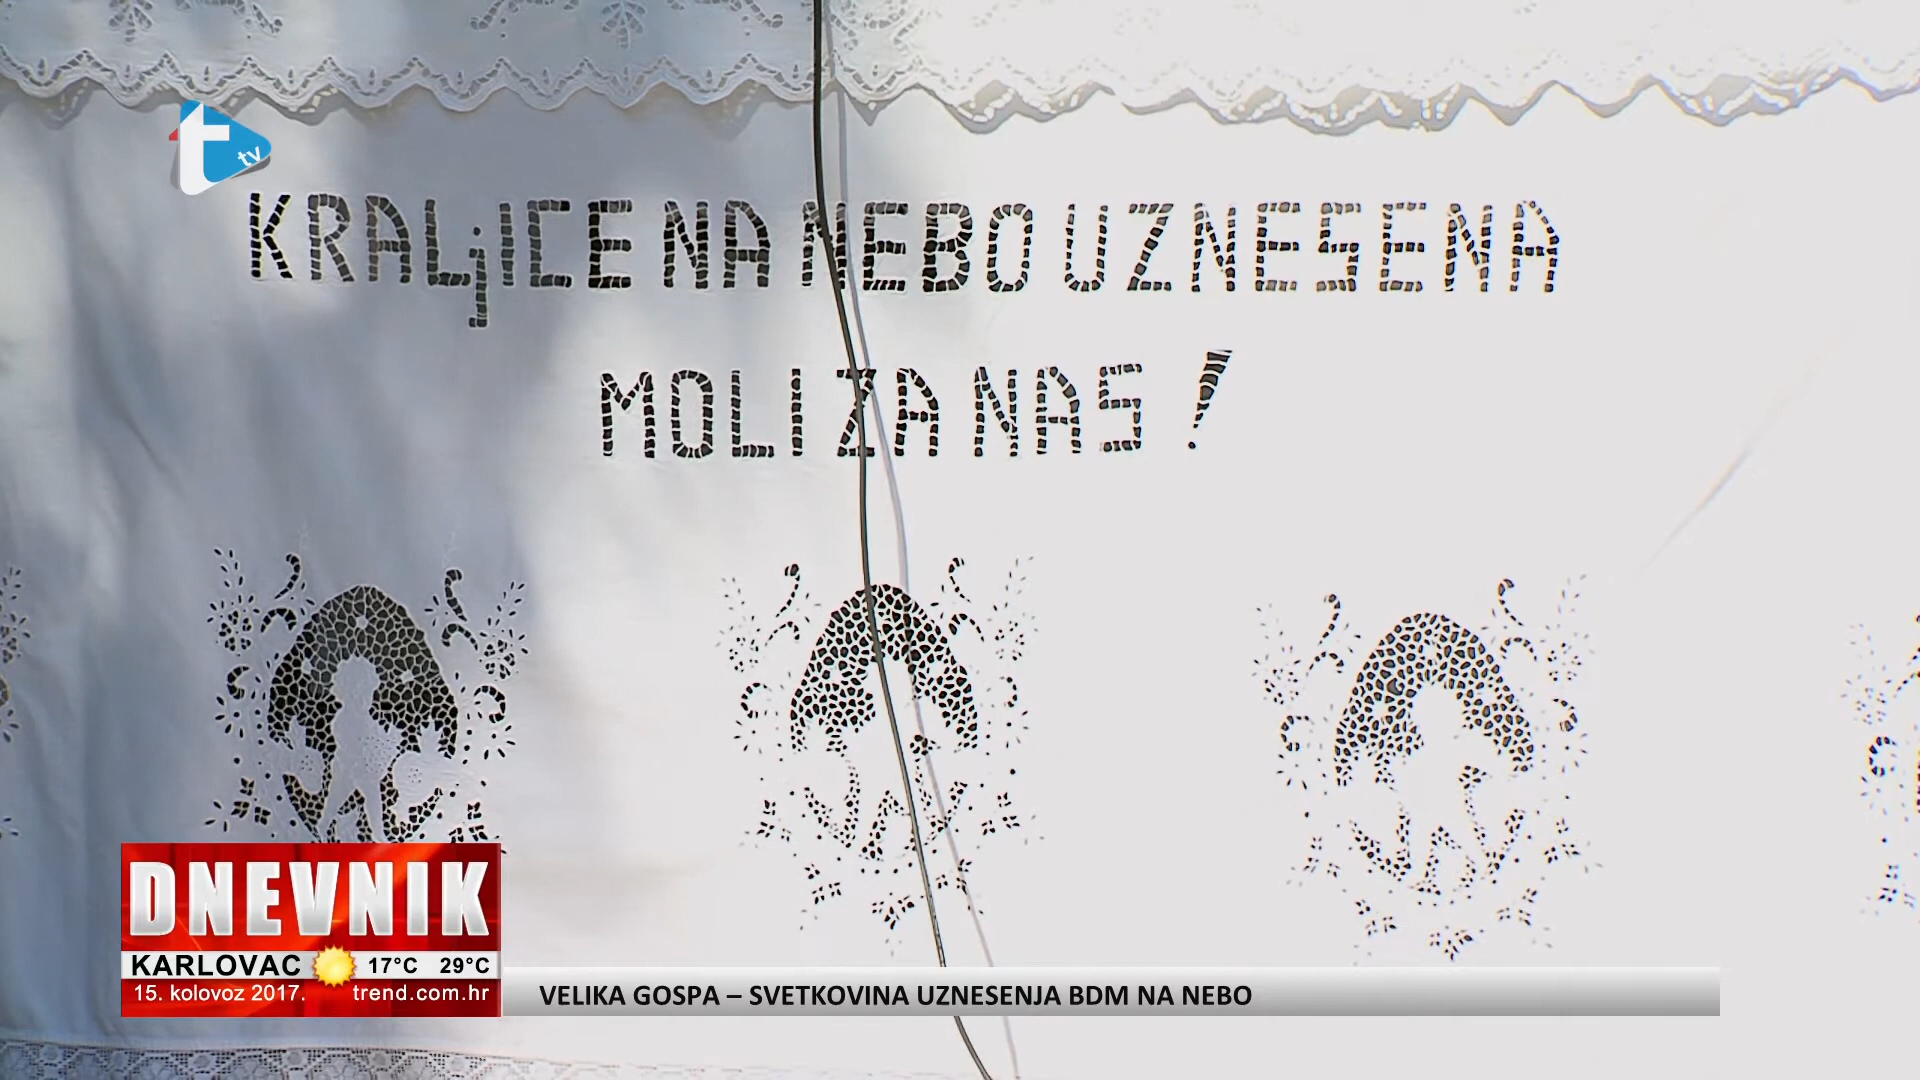 t tv
KRALjICE NA NEBO UZNESENA
MOLI ZA NAS !
DNEVNIK
KARLOVAC 17°C 29°C
15. kolovoz 2017. trend.com.hr
VELIKA GOSPA – SVETKOVINA UZNESENJA BDM NA NEBO